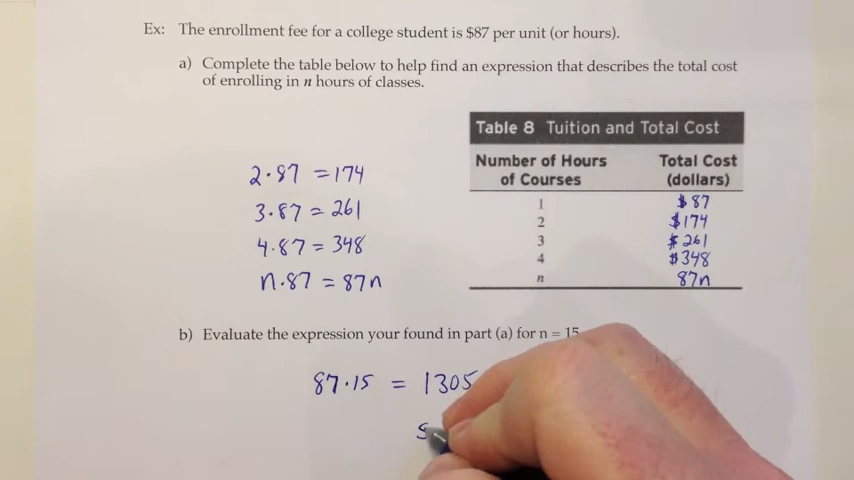 Ex: The enrollment fee for a college student is $87 per unit (or hours).
a) Complete the table below to help find an expression that describes the total cost
of enrolling in n hours of classes.
Table 8 Tuition and Total Cost
Number of Hours of Courses Total Cost (dollars)
1 $87
2 $174
3 $261
4 $348
n 87n
2·87 = 174
3·87 = 261
4·87 = 348
n·87 = 87n
b) Evaluate the expression your found in part (a) for n = 15
87·15 = 1305